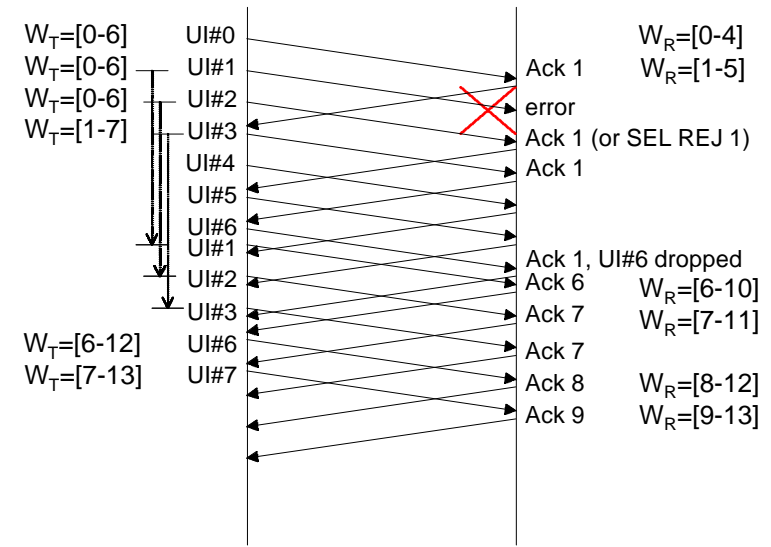 W_T=[0-6] UI#0 W_R=[0-4]
W_T=[0-6] UI#1 Ack 1 W_R=[1-5]
W_T=[0-6] UI#2 error
W_T=[1-7] UI#3 Ack 1 (or SEL REJ 1)
UI#4 Ack 1
UI#5
UI#6
UI#1 Ack 1, UI#6 dropped
UI#2 Ack 6 W_R=[6-10]
UI#3 Ack 7 W_R=[7-11]
W_T=[6-12] UI#6 Ack 7
W_T=[7-13] UI#7 Ack 8 W_R=[8-12]
Ack 9 W_R=[9-13]